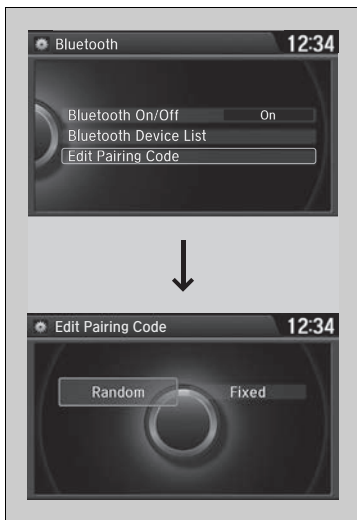 Bluetooth 12:34
Bluetooth On/Off On
Bluetooth Device List
Edit Pairing Code
Edit Pairing Code 12:34
Random Fixed